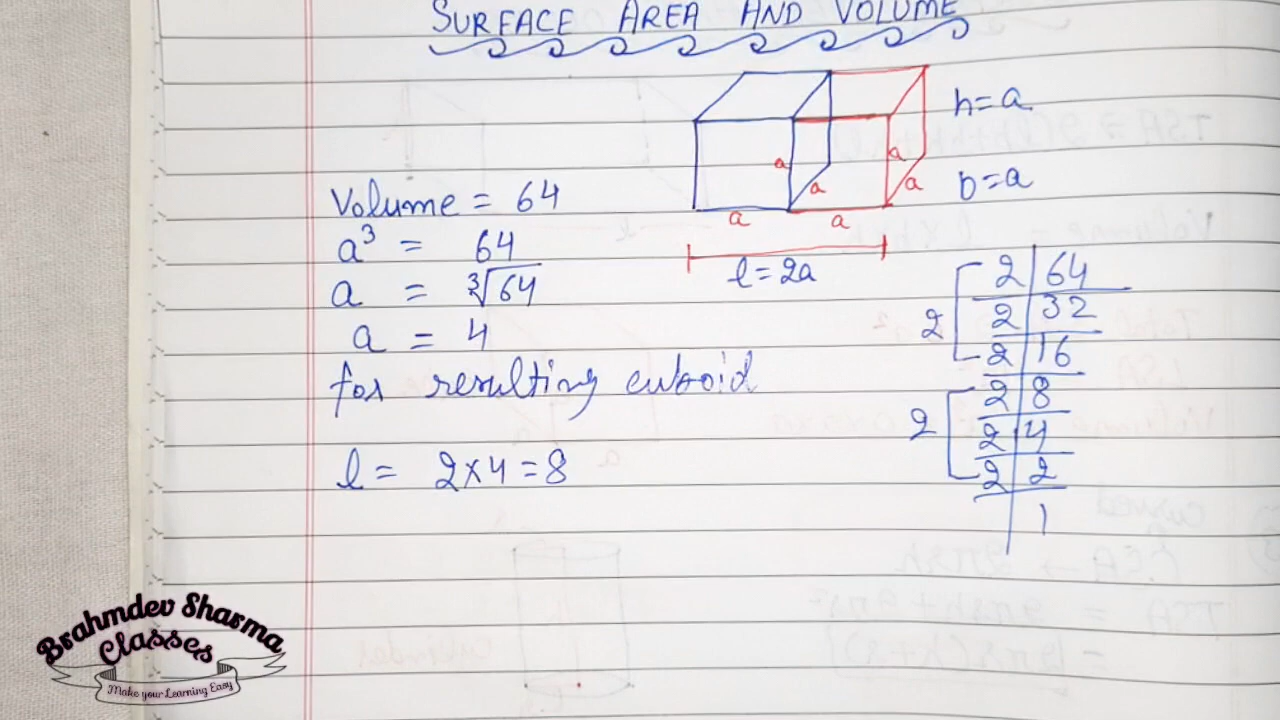 SURFACE AREA AND VOLUME
h=a
a
a
a
b=a
a
a
a
l=2a
Volume = 64
a³ = 64
a = ∛64
a = 4
for resulting cuboid
l = 2×4=8
2 | 64
2 | 32
2 | 16
2 | 8
2 | 4
2 | 2
1
2
2
Brahmdev Sharma
Classes
Make your Learning Easy